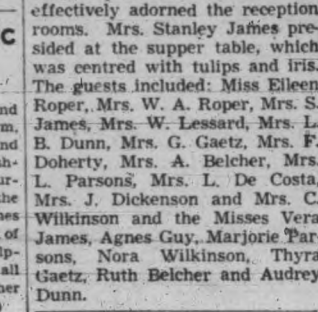 effectively adorned the reception
rooms. Mrs. Stanley James pre-
sided at the supper table, which
was centred with tulips and iris.
The guests included: Miss Eileen
Roper, Mrs. W. A. Roper, Mrs. S.
James, Mrs. W. Lessard, Mrs. L.
B. Dunn, Mrs. G. Gaetz, Mrs. F.
Doherty, Mrs. A. Belcher, Mrs.
L. Parsons, Mrs. L. De Costa,
Mrs. J. Dickenson and Mrs. C.
Wilkinson and the Misses Vera
James, Agnes Guy, Marjorie Par-
sons, Nora Wilkinson, Thyra
Gaetz, Ruth Belcher and Audrey
Dunn.